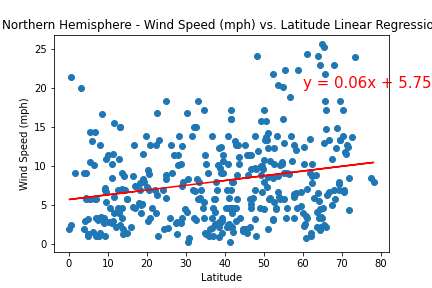 Northern Hemisphere - Wind Speed (mph) vs. Latitude Linear Regressio
25
y = 0.06x + 5.75
20
15
10
5
0
Wind Speed (mph)
0 10 20 30 40 50 60 70 80
Latitude